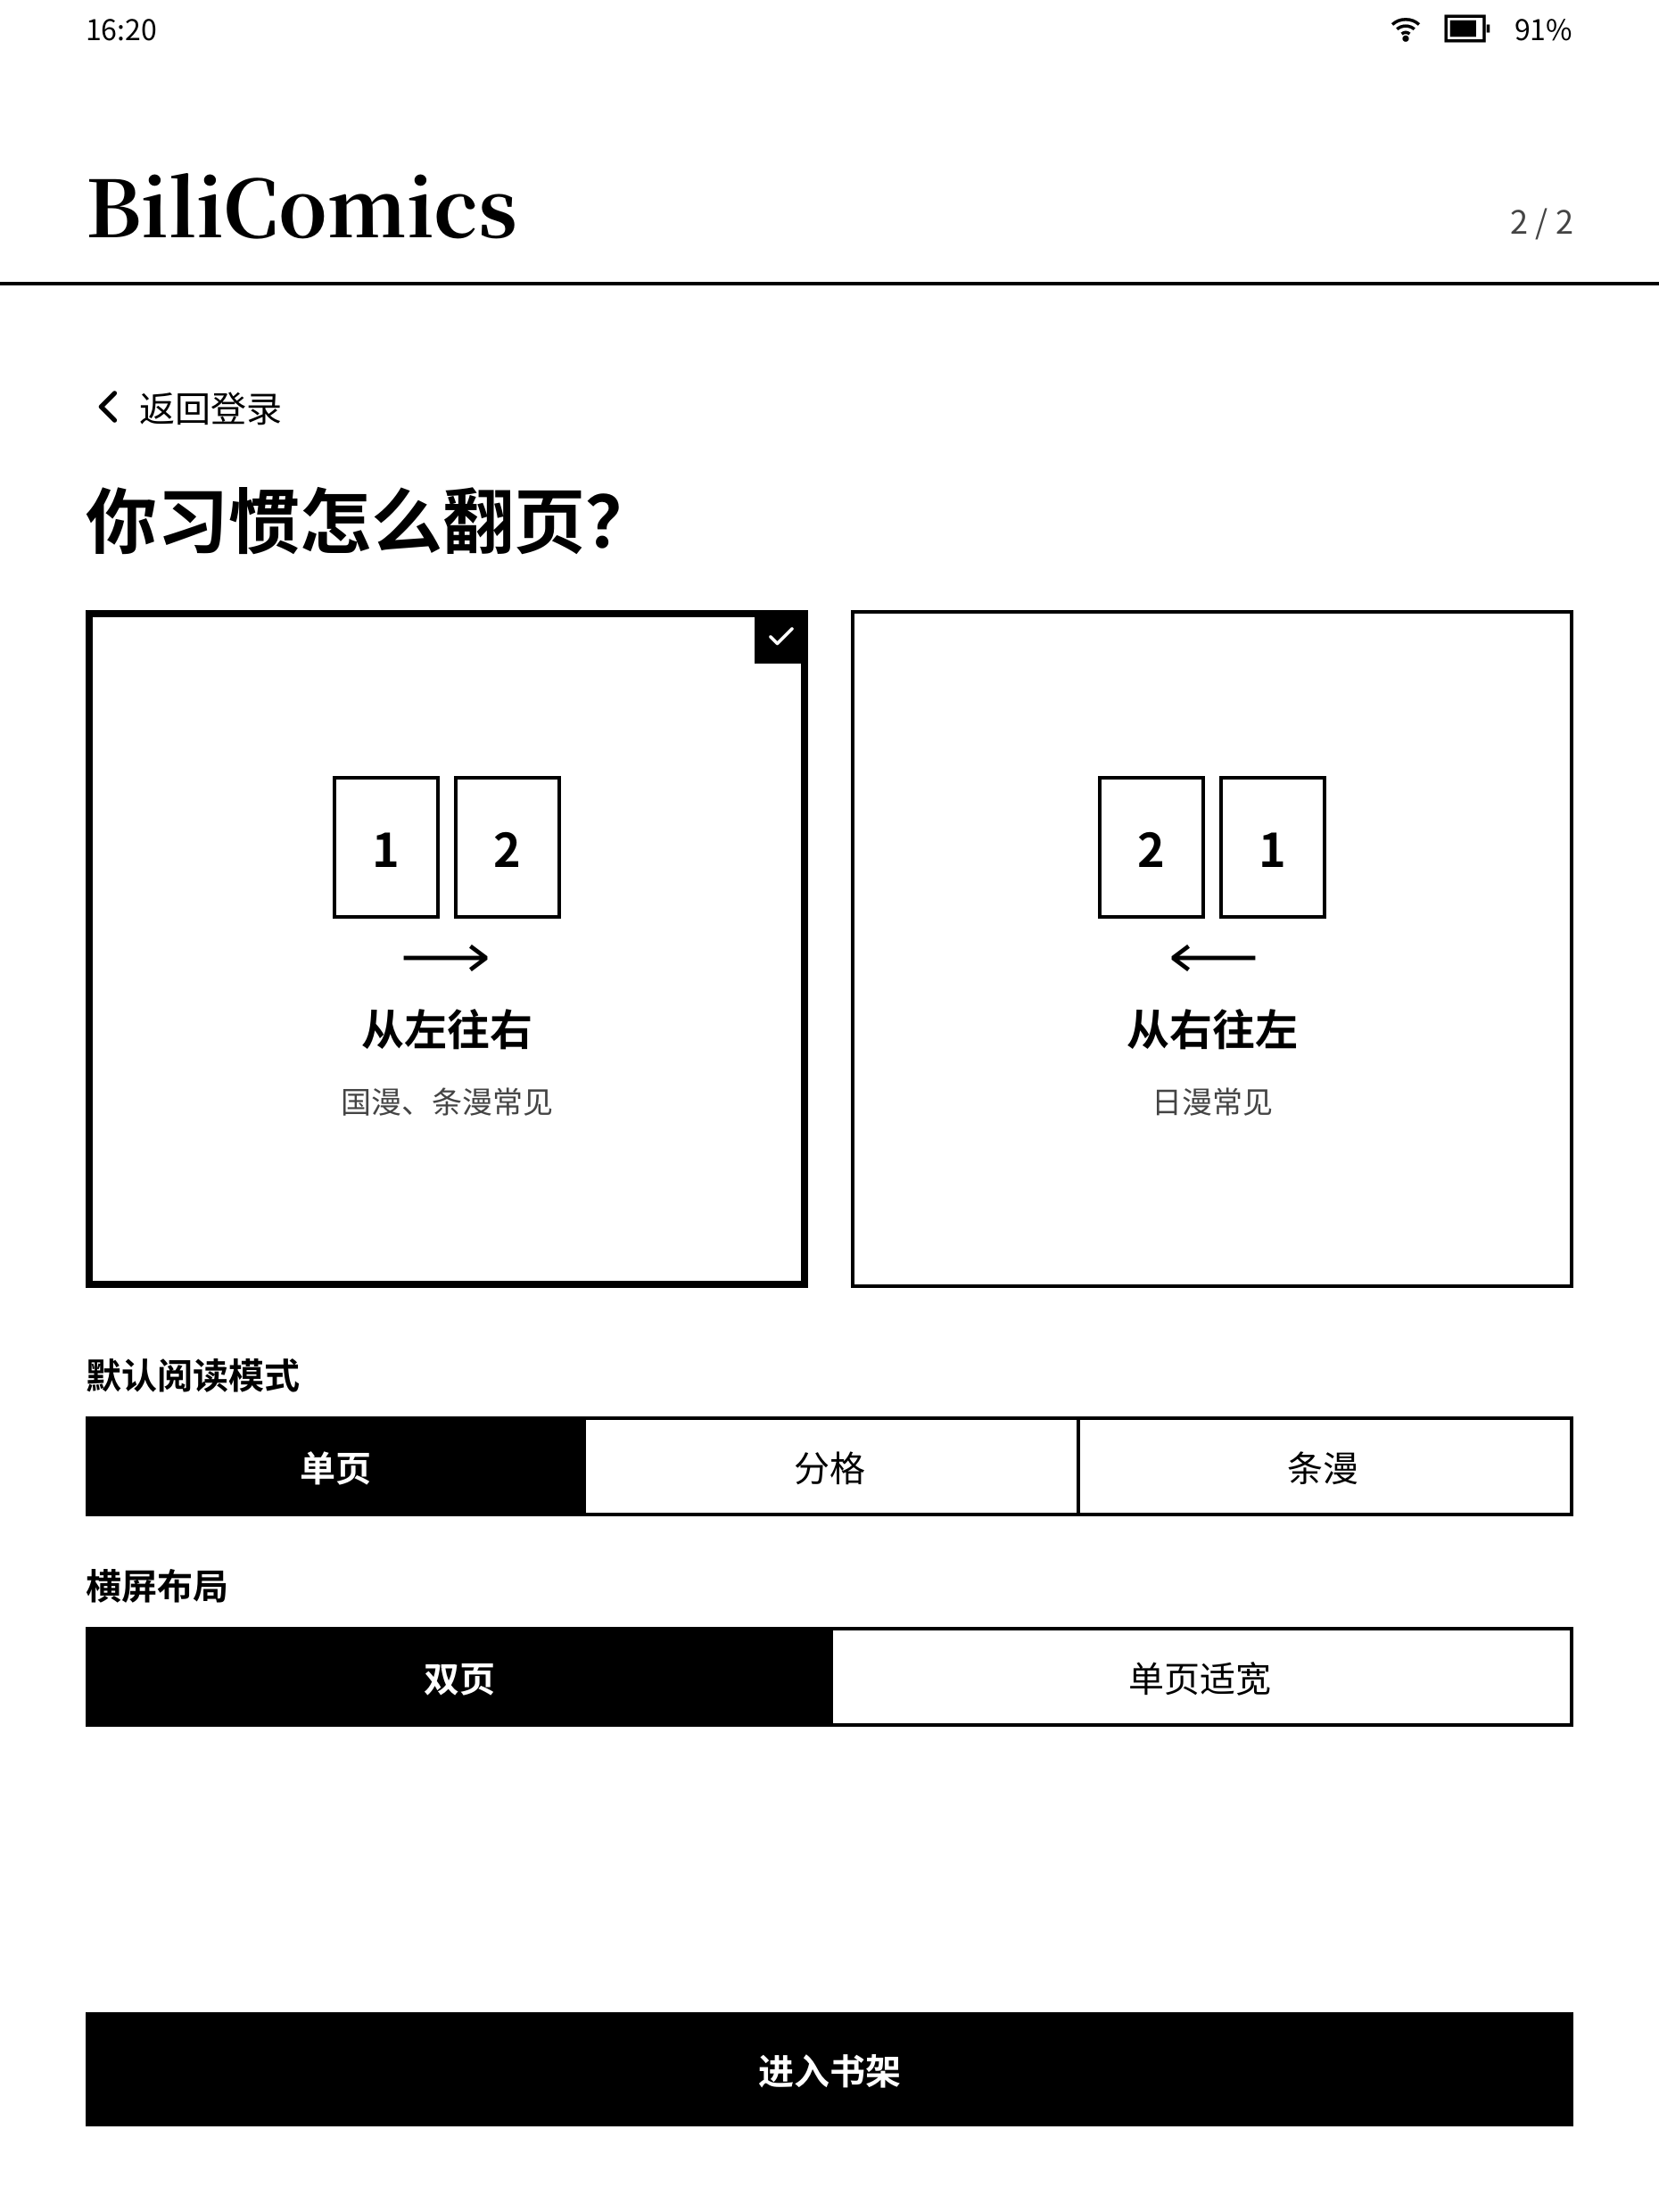 16:20
91%
BiliComics
2 / 2
返回登录
你习惯怎么翻页？
1 2
从左往右
国漫、条漫常见
2 1
从右往左
日漫常见
默认阅读模式
单页 分格 条漫
横屏布局
双页 单页适宽
进入书架